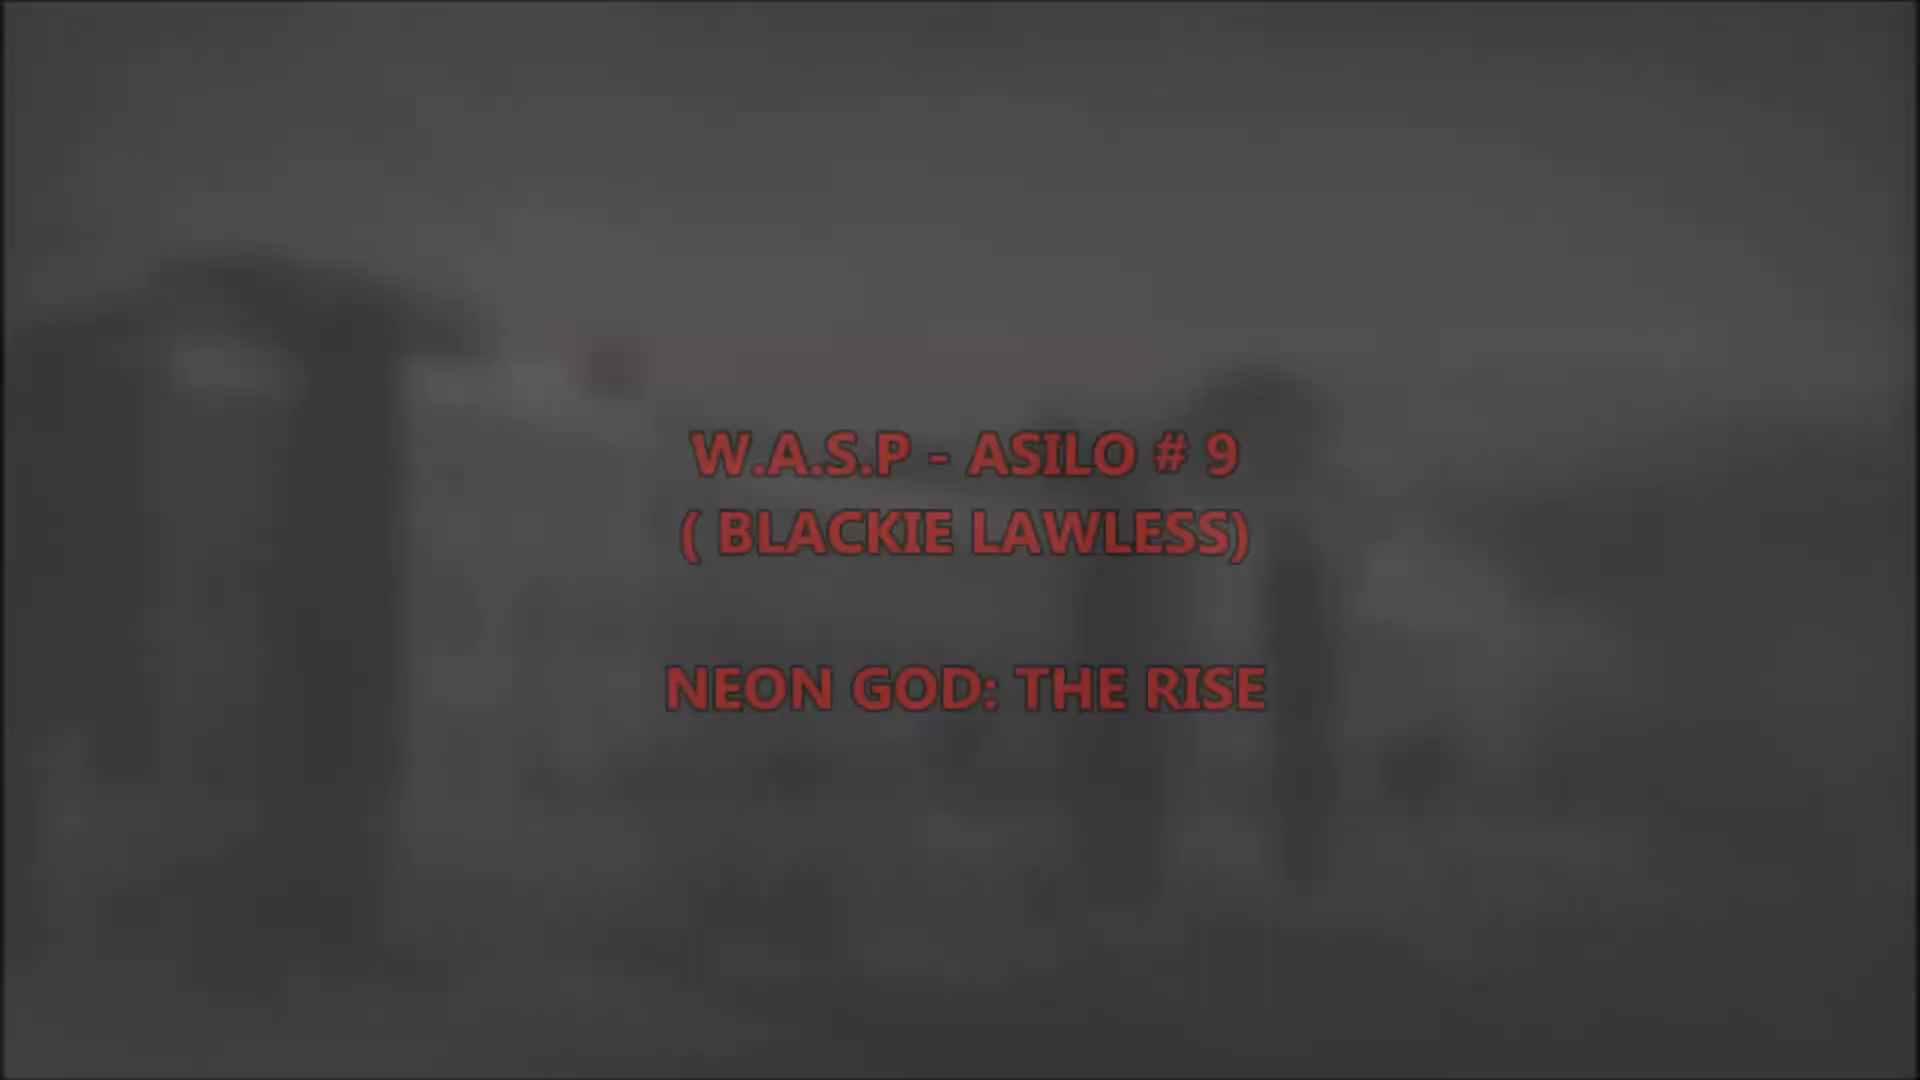 W.A.S.P - ASILO # 9
( BLACKIE LAWLESS)
NEON GOD: THE RISE